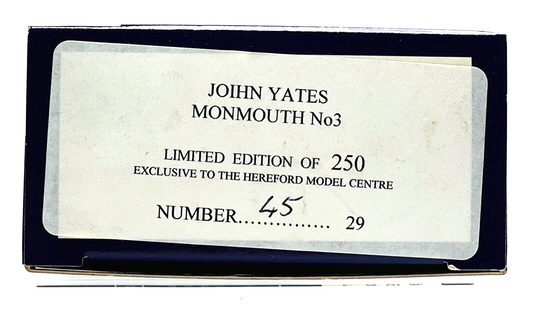 JOIHN YATES
MONMOUTH No3
LIMITED EDITION OF 250
EXCLUSIVE TO THE HEREFORD MODEL CENTRE
NUMBER...45............ 29